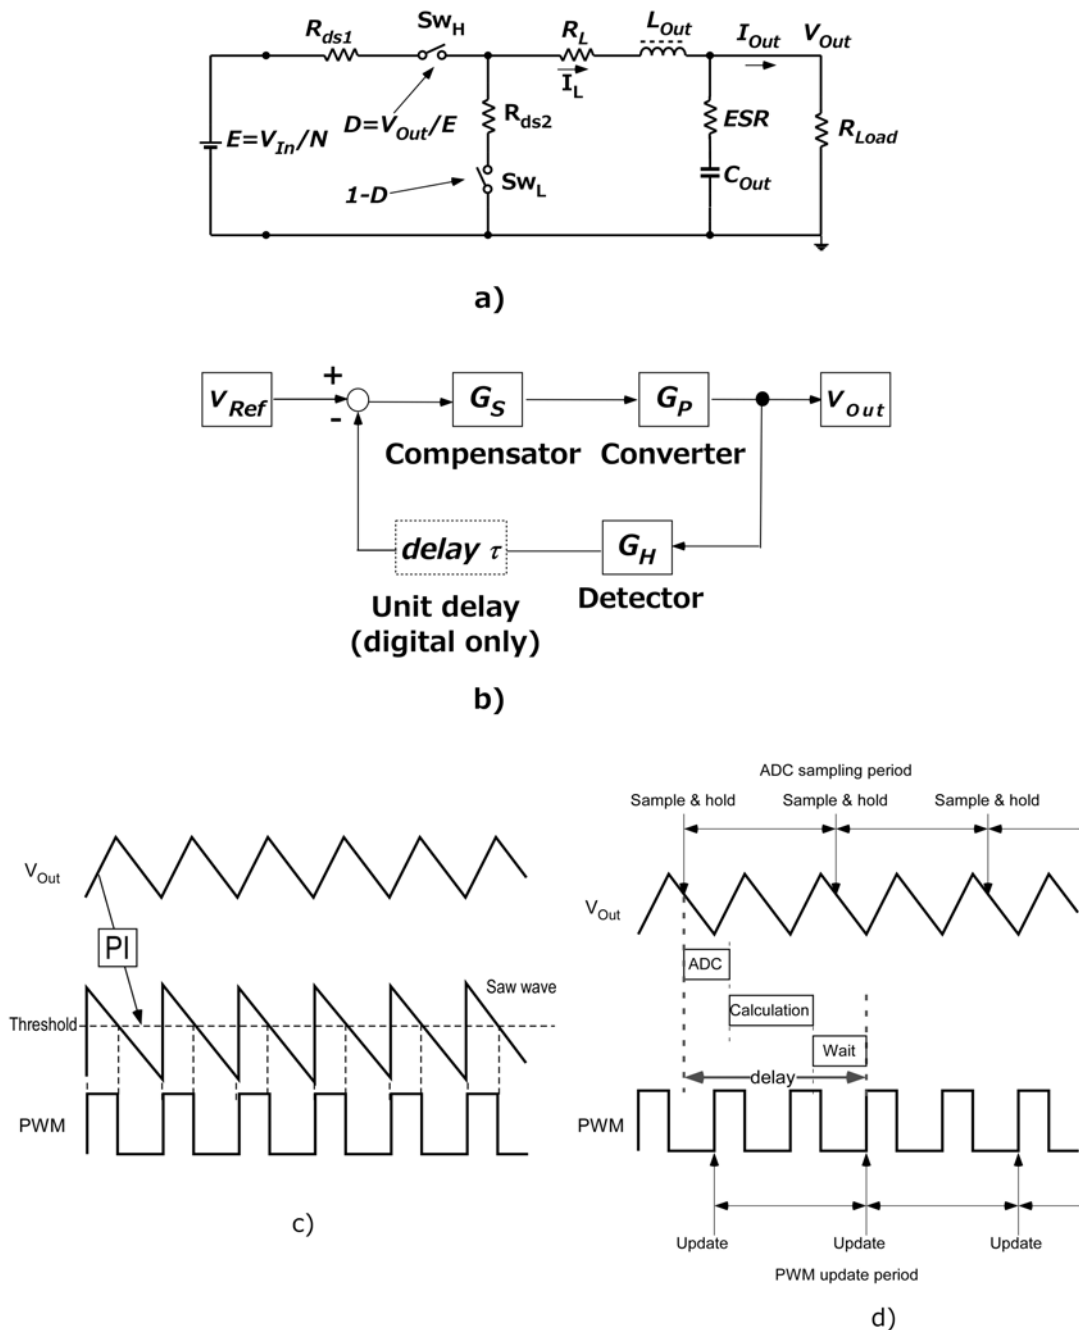 R_ds1 Sw_H R_L L_Out I_Out V_Out
I_L
E=V_In/N D=V_Out/E R_ds2 ESR R_Load
1-D Sw_L C_Out
a)
V_Ref + - G_S G_P V_Out
Compensator Converter
delay τ G_H
Unit delay Detector
(digital only)
b)
V_Out
PI
Saw wave
Threshold
PWM
c)
ADC sampling period
Sample & hold Sample & hold Sample & hold
V_Out
ADC
Calculation
Wait
delay
PWM
Update Update Update
PWM update period
d)